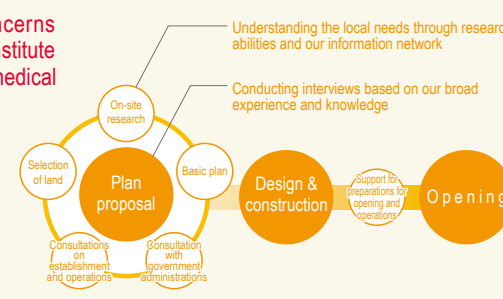 ncerns
nstitute
medical
Understanding the local needs through researc
abilities and our information network
Conducting interviews based on our broad
experience and knowledge
On-site
research
Selection
of land
Plan
proposal
Basic plan
Consultations
on
establishment
and operations
Consultation
with
government
administrations
Design &
construction
Support for
preparations for
opening and
operations
Opening